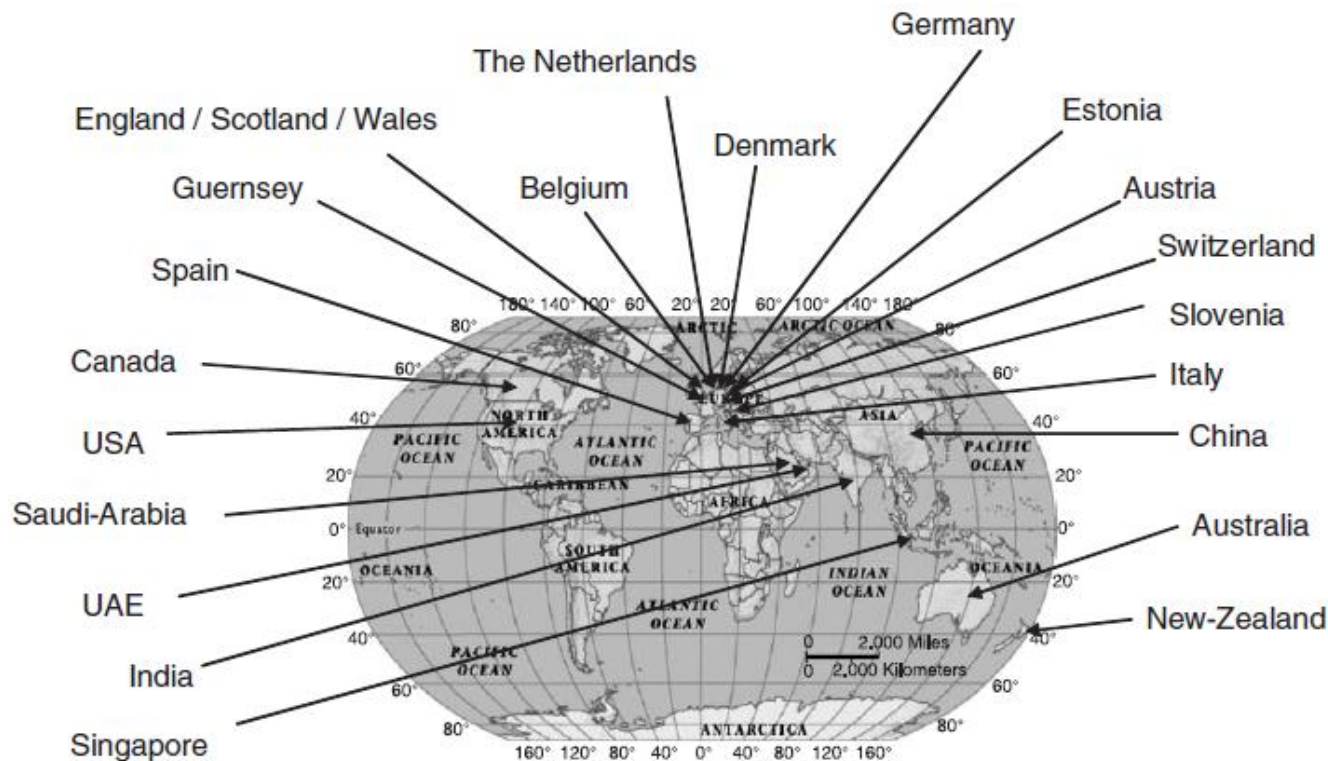 Germany
The Netherlands
Estonia
England / Scotland / Wales
Denmark
Guernsey
Belgium
Austria
Spain
Switzerland
180° 140° 100° 60° 20° 20° 60° 100° 140° 180°
Slovenia
80° ARCTIC ARCTIC OCEAN 80°
Canada
60° 60°
Italy
EUROPE
40° NORTH AMERICA ASIA 40°
USA
China
PACIFIC OCEAN
ATLANTIC OCEAN
PACIFIC OCEAN
20° 20°
CARIBBEAN
AFRICA
Saudi-Arabia
Australia
0° Equator 0°
SOUTH AMERICA
OCEANIA
INDIAN OCEAN
OCEANIA
20° 20°
UAE
ATLANTIC OCEAN
New-Zealand
40° 40°
0 2,000 Miles
0 2,000 Kilometers
PACIFIC OCEAN
India
60° 60°
80° 80°
ANTARCTICA
Singapore
160° 120° 80° 40° 0° 40° 80° 120° 160°